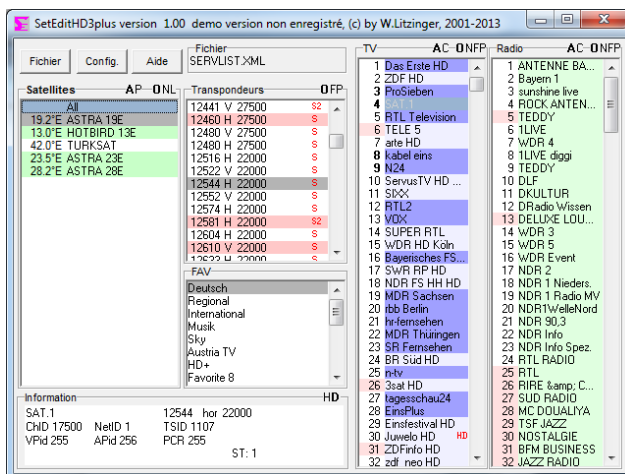 SetEditHD3plus version 1.00 demo version non enregistré, (c) by W.Litzinger, 2001-2013
Fichier Config. Aide
Fichier
SERVLIST.XML
Satellites AP ONL
All
19.2°E ASTRA 19E
13.0°E HOTBIRD 13E
42.0°E TURKSAT
23.5°E ASTRA 23E
28.2°E ASTRA 28E
Transpondeurs OFP
12441 V 27500 S2
12460 H 27500 S
12480 V 27500 S
12480 H 27500 S
12516 H 22000 S
12522 V 22000 S
12544 H 22000 S
12552 V 22000 S
12574 H 22000 S
12581 H 22000 S2
12604 H 22000 S
12610 V 22000 S
12633 H 22000 S
FAV
Deutsch
Regional
International
Musik
Sky
Austria TV
HD+
Favorite 8
Information HD
SAT.1 12544 hor 22000
ChID 17500 NetID 1 TSID 1107
VPid 255 APid 256 PCR 255
ST: 1
TV AC-ONFP
1 Das Erste HD
2 ZDF HD
3 ProSieben
4 SAT.1
5 RTL Television
6 TELE 5
7 arte HD
8 kabel eins
9 N24
10 ServusTV HD ...
11 SIXX
12 RTL2
13 VOX
14 SUPER RTL
15 WDR HD Köln
16 Bayerisches FS...
17 SWR RP HD
18 NDR FS HH HD
19 MDR Sachsen
20 rbb Berlin
21 hr-fernsehen
22 MDR Thüringen
23 SR Fernsehen
24 BR Süd HD
25 n-tv
26 3sat HD
27 tagesschau24
28 EinsPlus
29 Einsfestival HD
30 Juwelo HD HD
31 ZDFinfo HD
32 zdf_neo HD
Radio AC-ONFP
1 ANTENNE BA...
2 Bayern 1
3 sunshine live
4 ROCK ANTEN...
5 TEDDY
6 1LIVE
7 WDR 4
8 1LIVE diggi
9 TEDDY
10 DLF
11 DKULTUR
12 DRadio Wissen
13 DELUXE LOU...
14 WDR 3
15 WDR 5
16 WDR Event
17 NDR 2
18 NDR 1 Nieders.
19 NDR 1 Radio MV
20 NDR1WelleNord
21 NDR 90,3
22 NDR Info
23 NDR Info Spez.
24 RTL RADIO
25 RTL
26 RIRE &amp; C...
27 SUD RADIO
28 MC DOUALIYA
29 TSF JAZZ
30 NOSTALGIE
31 BFM BUSINESS
32 JAZZ RADIO